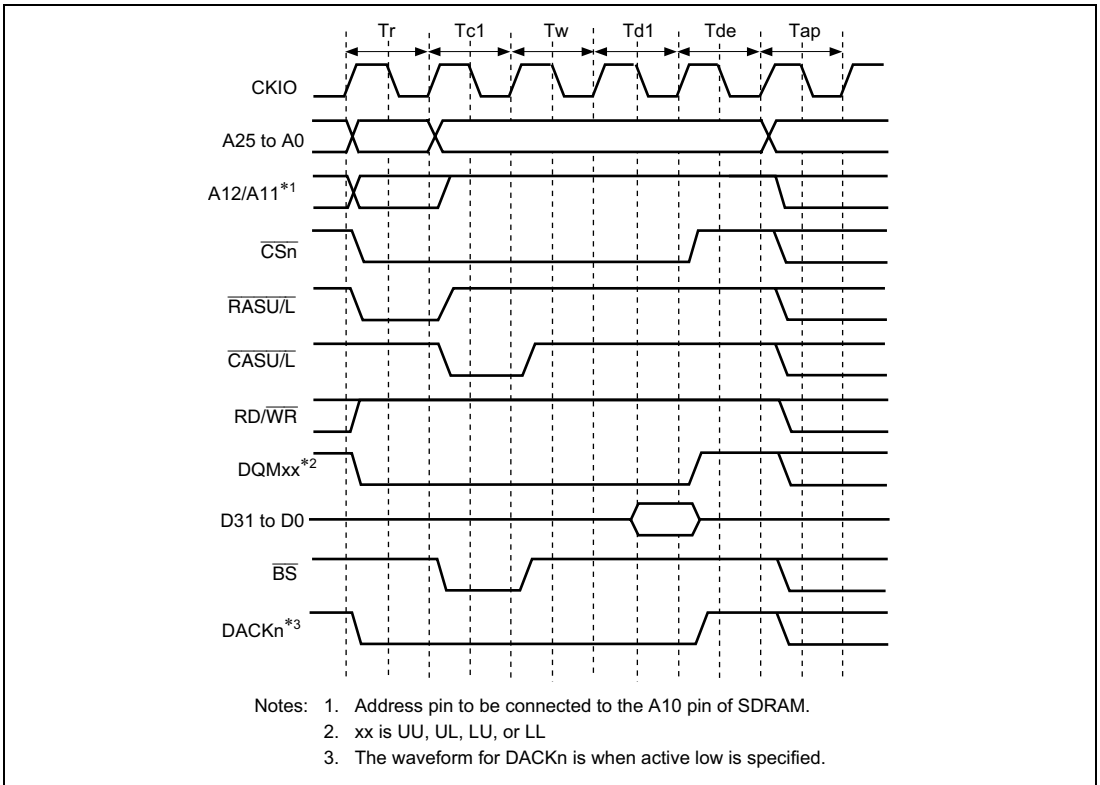 Tr Tc1 Tw Td1 Tde Tap
CKIO
A25 to A0
A12/A11*1
CSn
RASU/L
CASU/L
RD/WR
DQMxx*2
D31 to D0
BS
DACKn*3
Notes: 1. Address pin to be connected to the A10 pin of SDRAM.
2. xx is UU, UL, LU, or LL
3. The waveform for DACKn is when active low is specified.